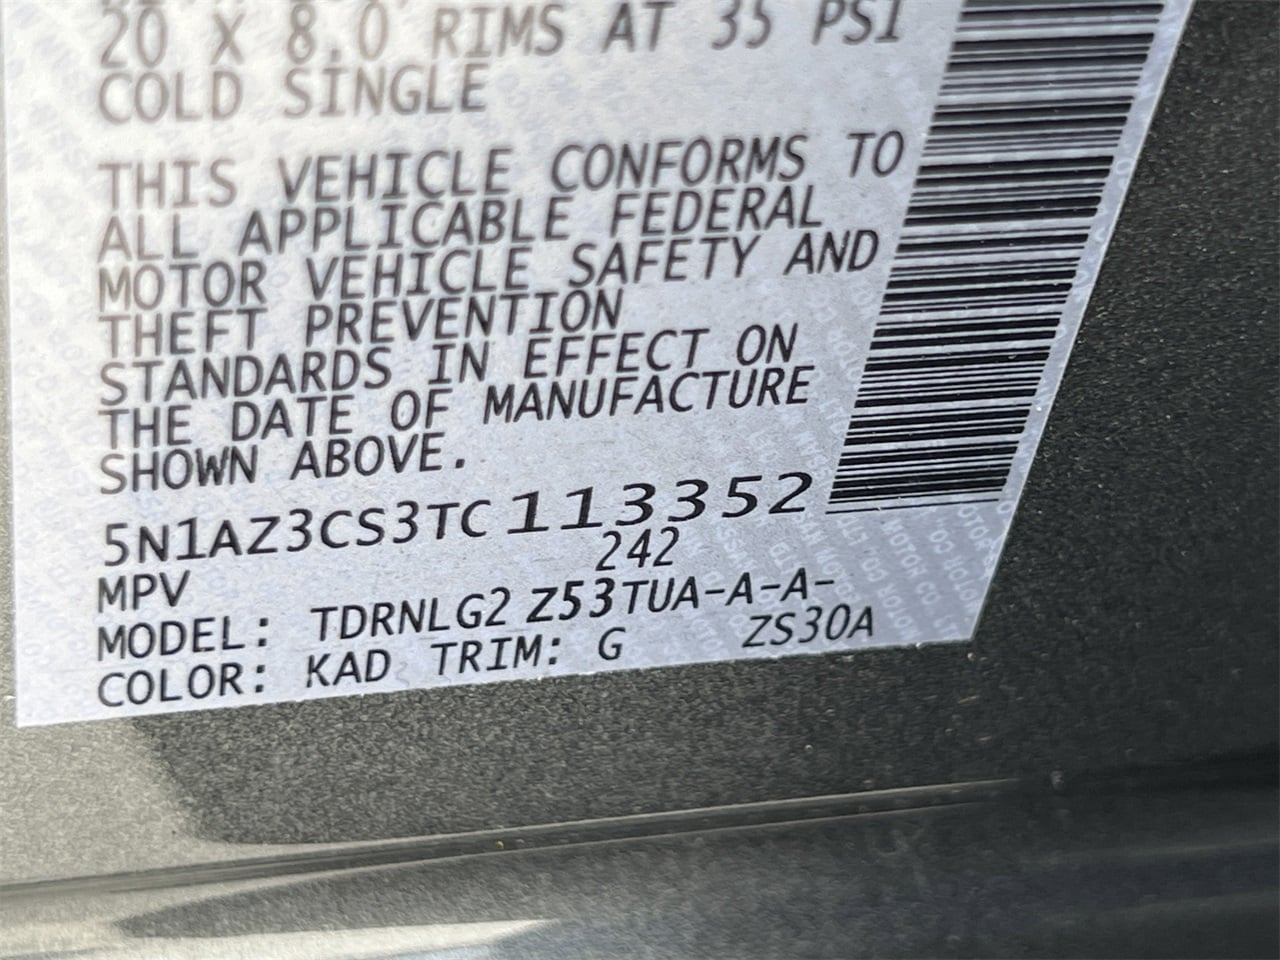 20 X 8.0 RIMS AT 35 PSI
COLD SINGLE
THIS VEHICLE CONFORMS TO
ALL APPLICABLE FEDERAL
MOTOR VEHICLE SAFETY AND
THEFT PREVENTION
STANDARDS IN EFFECT ON
THE DATE OF MANUFACTURE
SHOWN ABOVE.
5N1AZ3CS3TC113352
MPV 242
MODEL: TDRNLG2 Z53TUA-A-A-
COLOR: KAD TRIM: G ZS30A